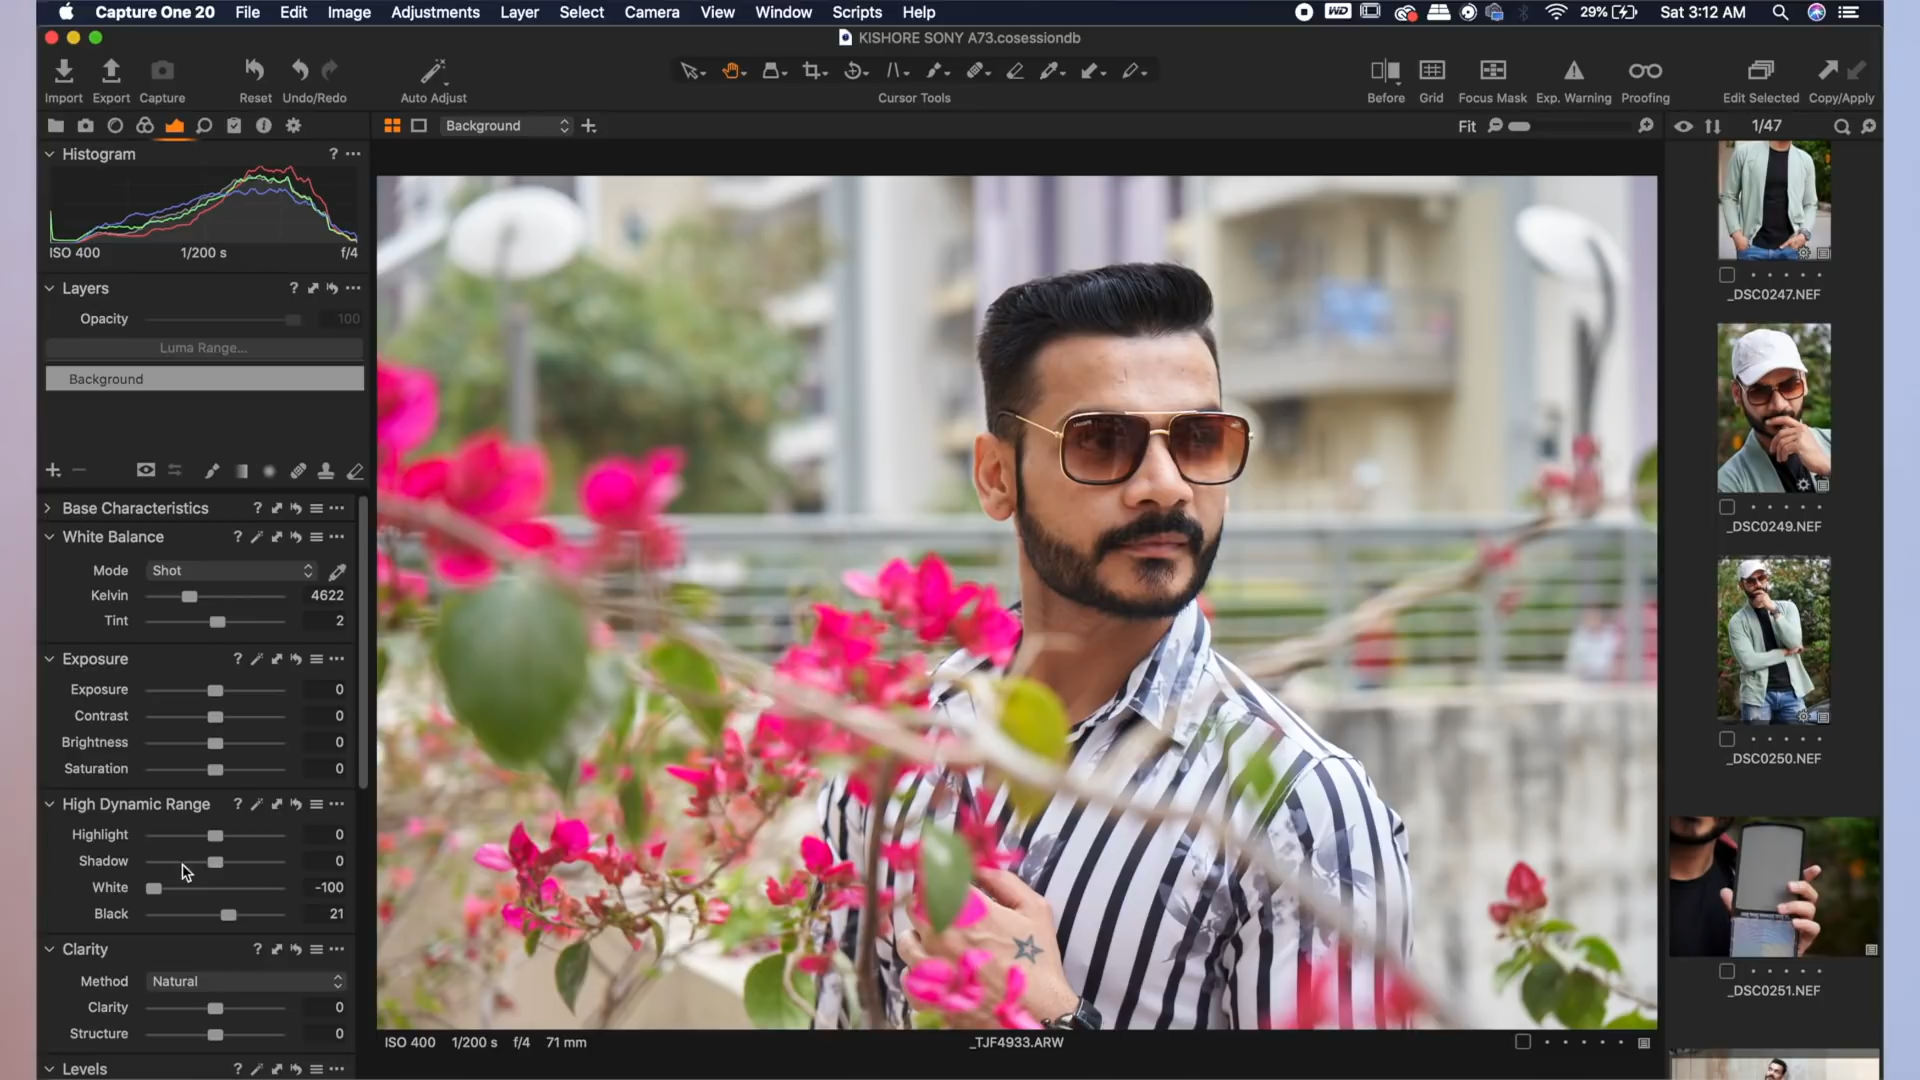 Capture One 20 File Edit Image Adjustments Layer Select Camera View Window Scripts Help WD 29% Sat 3:12 AM
KISHORE SONY A73.cosessiondb
Import Export Capture Reset Undo/Redo Auto Adjust Cursor Tools Before Grid Focus Mask Exp. Warning Proofing Edit Selected Copy/Apply
Background Fit 1/47
Histogram ? ...
ISO 400 1/200 s f/4
Layers ? ...
Opacity 100
Luma Range...
Background
Base Characteristics ? ...
White Balance ? ...
Mode Shot
Kelvin 4622
Tint 2
Exposure ? ...
Exposure 0
Contrast 0
Brightness 0
Saturation 0
High Dynamic Range ? ...
Highlight 0
Shadow 0
White -100
Black 21
Clarity ? ...
Method Natural
Clarity 0
Structure 0
Levels ? ...
ISO 400 1/200 s f/4 71 mm _TJF4933.ARW
_DSC0247.NEF
_DSC0249.NEF
_DSC0250.NEF
_DSC0251.NEF